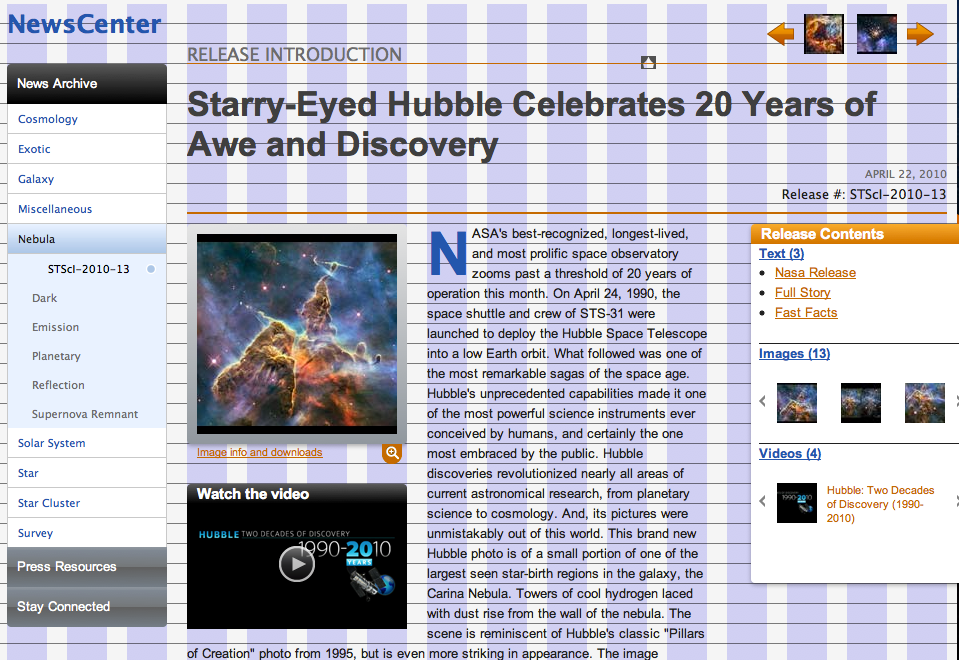 NewsCenter
News Archive
Cosmology
Exotic
Galaxy
Miscellaneous
Nebula
STScI-2010-13
Dark
Emission
Planetary
Reflection
Supernova Remnant
Solar System
Star
Star Cluster
Survey
Press Resources
Stay Connected
RELEASE INTRODUCTION
Starry-Eyed Hubble Celebrates 20 Years of
Awe and Discovery
APRIL 22, 2010
Release #: STScI-2010-13
Image info and downloads
Watch the video
HUBBLE TWO DECADES OF DISCOVERY
1990-2010
YEARS
NASA's best-recognized, longest-lived,
and most prolific space observatory
zooms past a threshold of 20 years of
operation this month. On April 24, 1990, the
space shuttle and crew of STS-31 were
launched to deploy the Hubble Space Telescope
into a low Earth orbit. What followed was one of
the most remarkable sagas of the space age.
Hubble's unprecedented capabilities made it one
of the most powerful science instruments ever
conceived by humans, and certainly the one
most embraced by the public. Hubble
discoveries revolutionized nearly all areas of
current astronomical research, from planetary
science to cosmology. And, its pictures were
unmistakably out of this world. This brand new
Hubble photo is of a small portion of one of the
largest seen star-birth regions in the galaxy, the
Carina Nebula. Towers of cool hydrogen laced
with dust rise from the wall of the nebula. The
scene is reminiscent of Hubble's classic "Pillars
of Creation" photo from 1995, but is even more striking in appearance. The image
Release Contents
Text (3)
Nasa Release
Full Story
Fast Facts
Images (13)
Videos (4)
1990-2010
Hubble: Two Decades
of Discovery (1990-
2010)